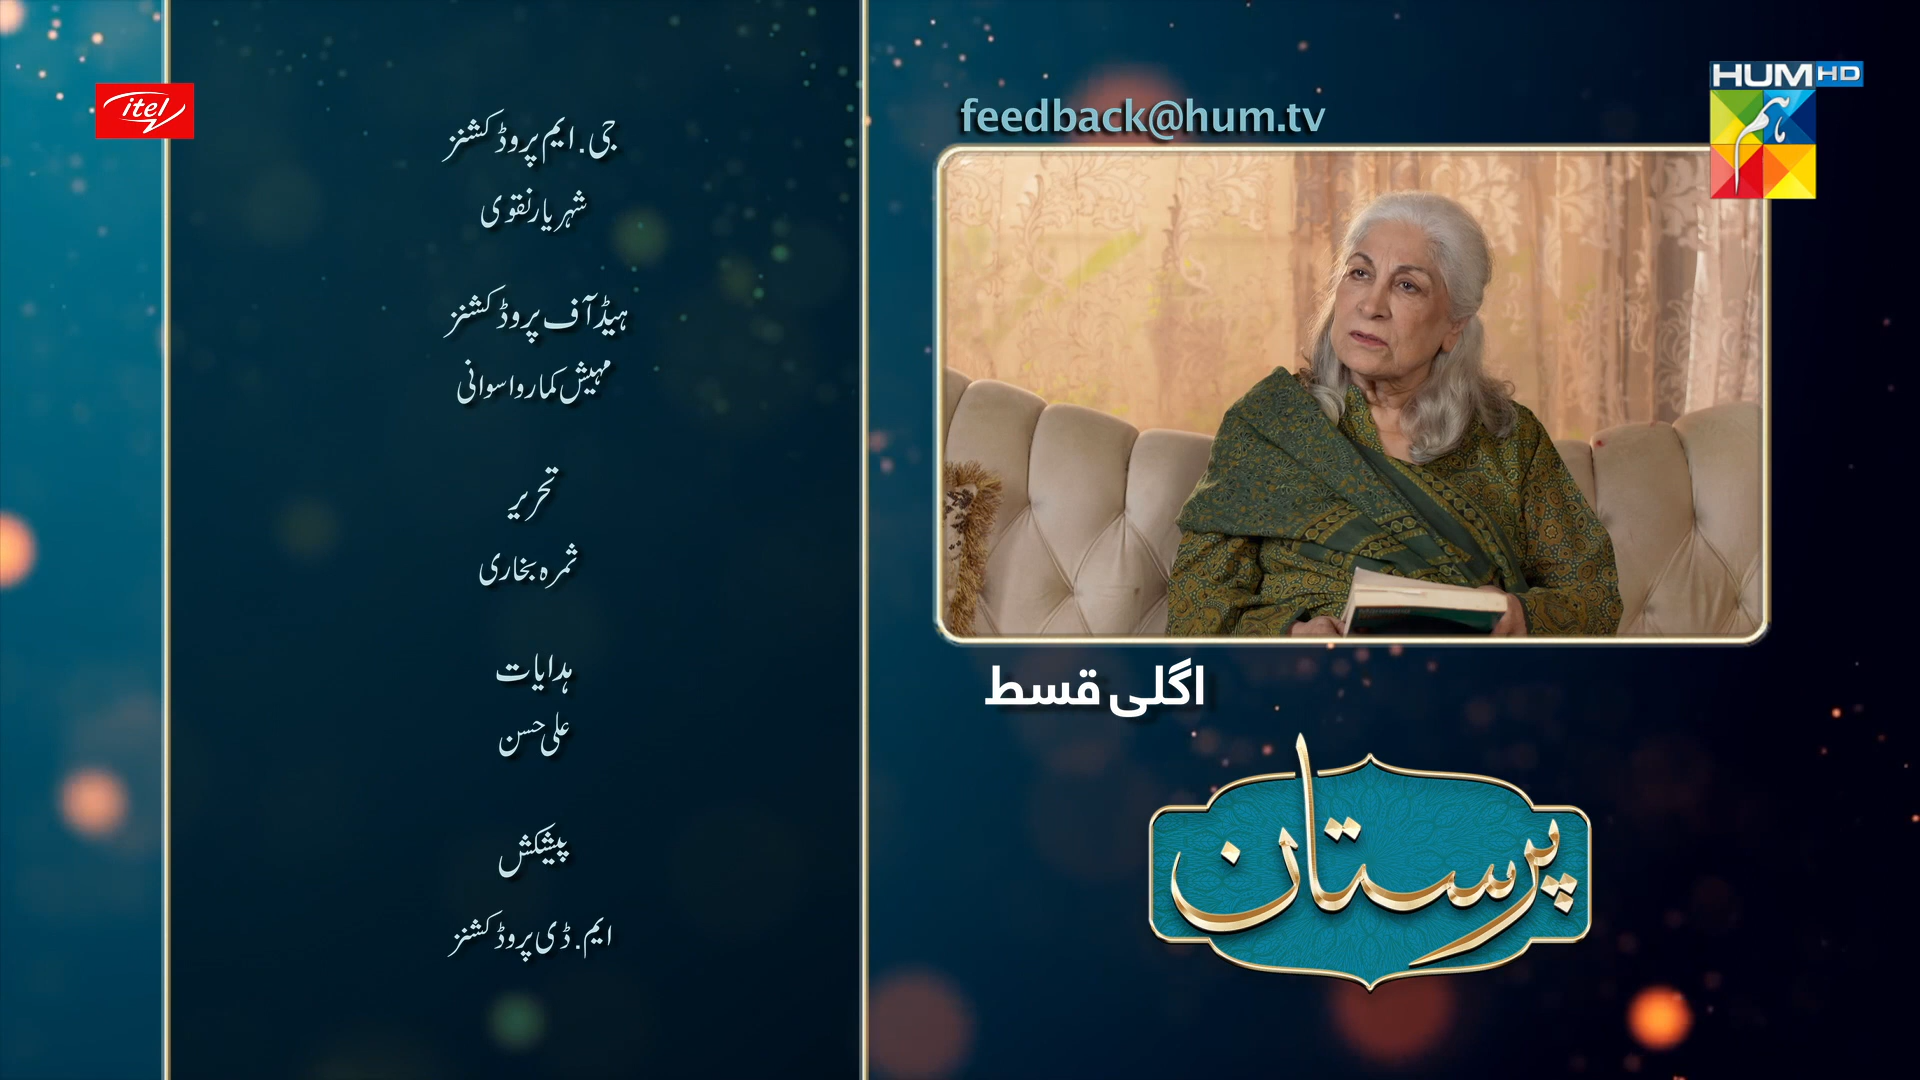 itel
جی. ایم پروڈکشنز
شہریار نقوی
ہیڈ آف پروڈکشنز
مہیش کمار واسوانی
تحریر
ثمرہ بخاری
ہدایات
علی حسن
پیشکش
ایم. ڈی پروڈکشنز
HUM HD
ہم
feedback@hum.tv
اگلی قسط
پرستان